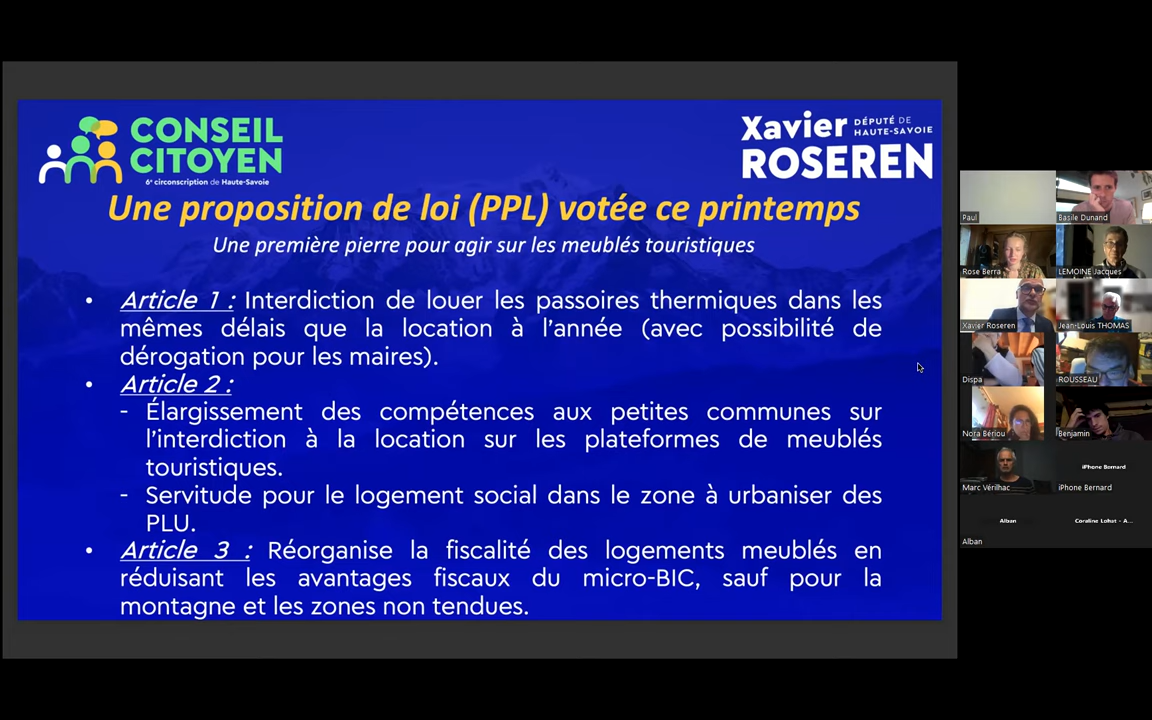 CONSEIL
CITOYEN
6e circonscription de Haute-Savoie
Xavier DÉPUTÉ DE
HAUTE-SAVOIE
ROSEREN
Une proposition de loi (PPL) votée ce printemps
Une première pierre pour agir sur les meublés touristiques
• Article 1 : Interdiction de louer les passoires thermiques dans les
mêmes délais que la location à l’année (avec possibilité de
dérogation pour les maires).
• Article 2 :
- Élargissement des compétences aux petites communes sur
l’interdiction à la location sur les plateformes de meublés
touristiques.
- Servitude pour le logement social dans le zone à urbaniser des
PLU.
• Article 3 : Réorganise la fiscalité des logements meublés en
réduisant les avantages fiscaux du micro-BIC, sauf pour la
montagne et les zones non tendues.
Paul
Basile Dunand
Rose Berra
LEMOINE Jacques
Xavier Roseren
Jean-Louis THOMAS
Dispa
ROUSSEAU
Nora Bériou
Benjamin
Marc Vérilhac
iPhone Bernard
iPhone Bernard
Alban
Alban
Coraline Lohat - A...